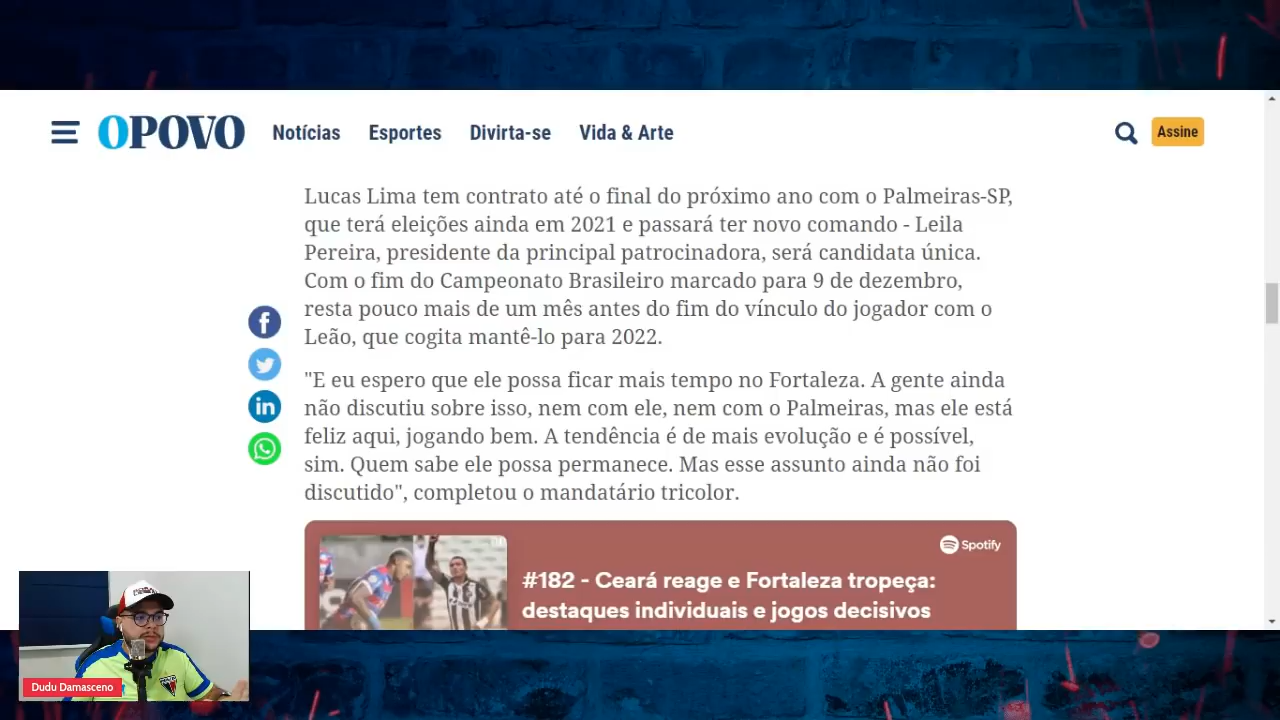 OPOVO
Notícias
Esportes
Divirta-se
Vida & Arte
Assine
Lucas Lima tem contrato até o final do próximo ano com o Palmeiras-SP,
que terá eleições ainda em 2021 e passará ter novo comando - Leila
Pereira, presidente da principal patrocinadora, será candidata única.
Com o fim do Campeonato Brasileiro marcado para 9 de dezembro,
resta pouco mais de um mês antes do fim do vínculo do jogador com o
Leão, que cogita mantê-lo para 2022.
"E eu espero que ele possa ficar mais tempo no Fortaleza. A gente ainda
não discutiu sobre isso, nem com ele, nem com o Palmeiras, mas ele está
feliz aqui, jogando bem. A tendência é de mais evolução e é possível,
sim. Quem sabe ele possa permanece. Mas esse assunto ainda não foi
discutido", completou o mandatário tricolor.
Spotify
#182 - Ceará reage e Fortaleza tropeça:
destaques individuais e jogos decisivos
Dudu Damasceno